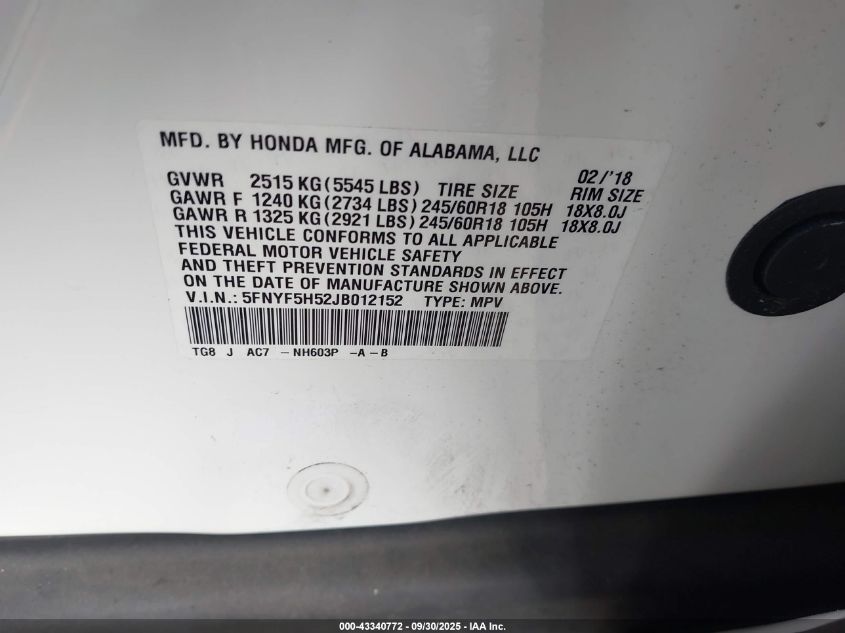 MFD. BY HONDA MFG. OF ALABAMA, LLC
02/'18
GVWR 2515 KG(5545 LBS) TIRE SIZE RIM SIZE
GAWR F 1240 KG(2734 LBS) 245/60R18 105H 18X8.0J
GAWR R 1325 KG(2921 LBS) 245/60R18 105H 18X8.0J
THIS VEHICLE CONFORMS TO ALL APPLICABLE
FEDERAL MOTOR VEHICLE SAFETY
AND THEFT PREVENTION STANDARDS IN EFFECT
ON THE DATE OF MANUFACTURE SHOWN ABOVE.
V.I.N.: 5FNYF5H52JB012152 TYPE: MPV
TG8 J AC7 -NH603P -A-B
000-43340772 - 09/30/2025 - IAA Inc.